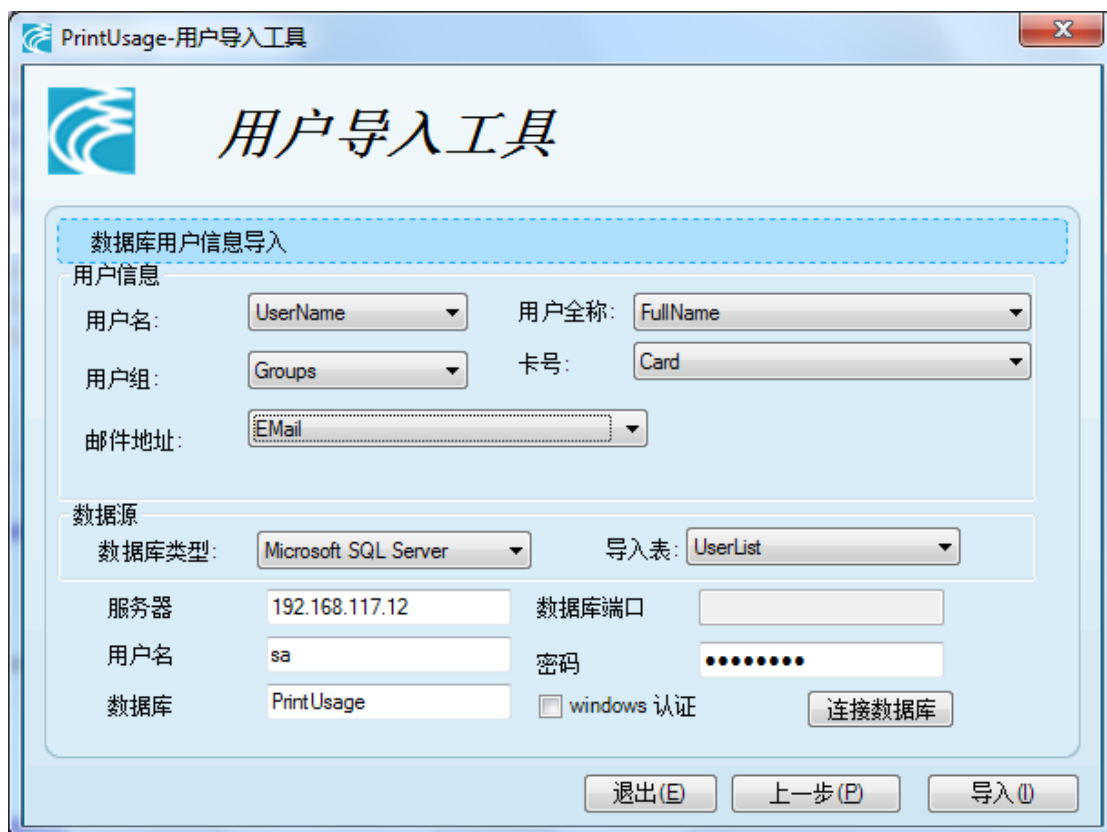 PrintUsage-用户导入工具
用户导入工具
数据库用户信息导入
用户信息
用户名: UserName 用户全称: FullName
用户组: Groups 卡号: Card
邮件地址: EMail
数据源
数据库类型: Microsoft SQL Server 导入表: UserList
服务器 192.168.117.12 数据库端口
用户名 sa 密码 ••••••••
数据库 PrintUsage windows 认证 连接数据库
退出(E) 上一步(P) 导入(I)